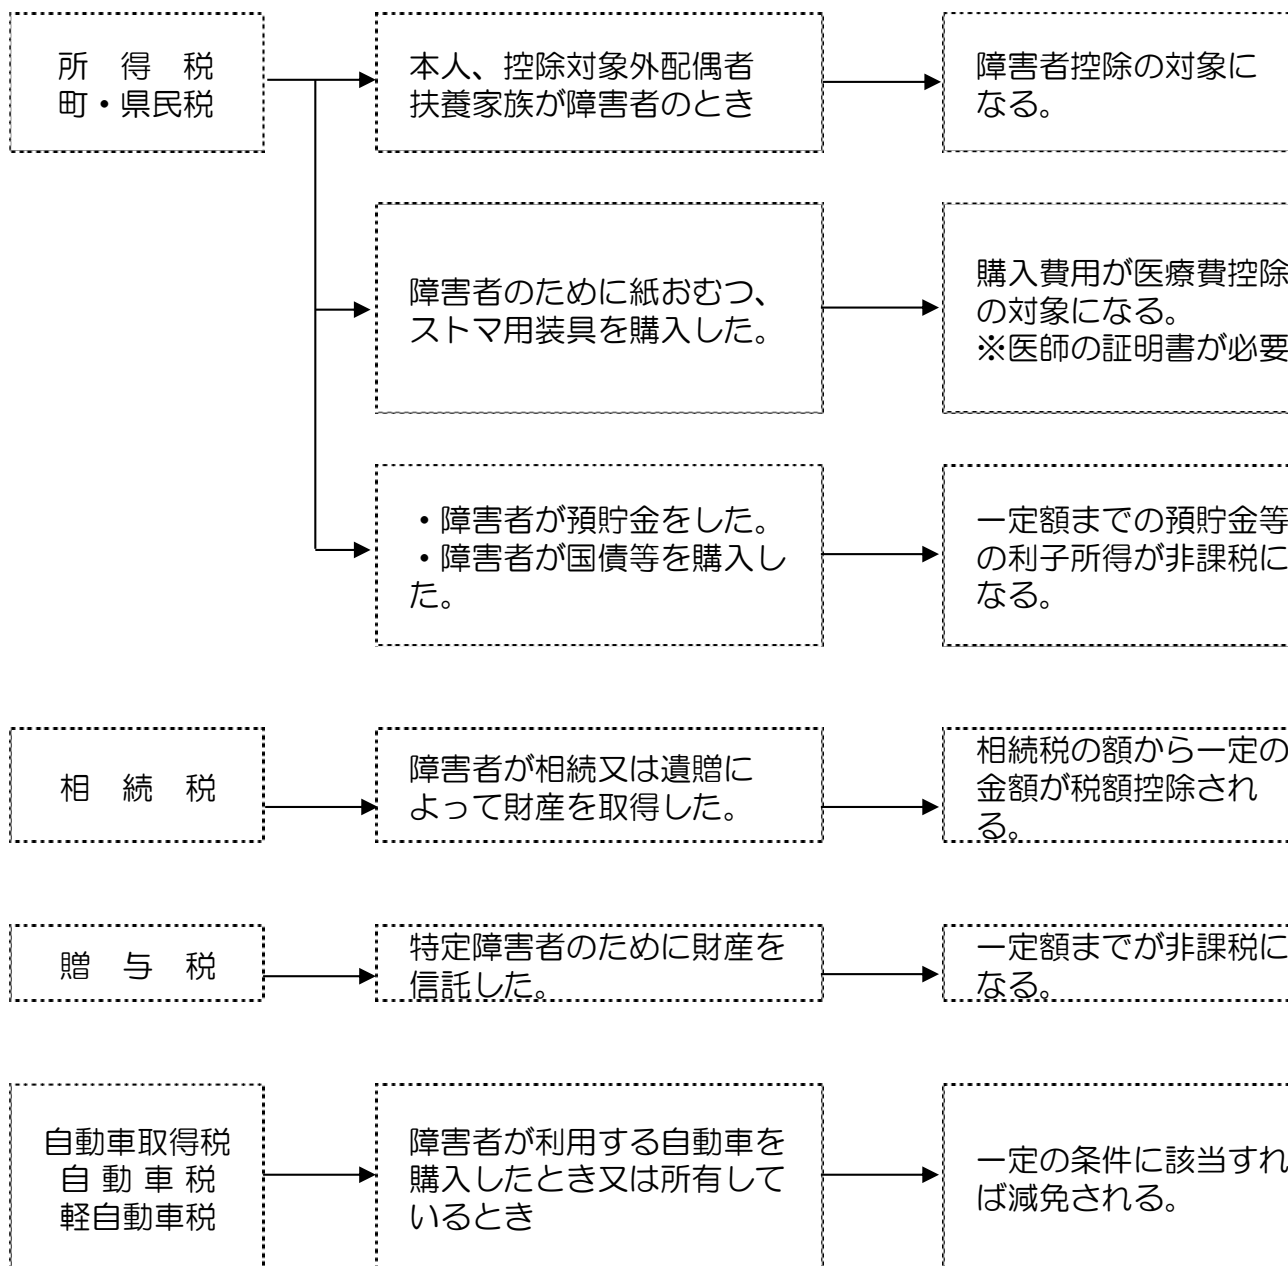 所　得　税
町・県民税
本人、控除対象外配偶者
扶養家族が障害者のとき
障害者控除の対象に
なる。
障害者のために紙おむつ、
ストマ用装具を購入した。
購入費用が医療費控除
の対象になる。
※医師の証明書が必要
・障害者が預貯金をした。
・障害者が国債等を購入し
た。
一定額までの預貯金等
の利子所得が非課税に
なる。
相　続　税
障害者が相続又は遺贈に
よって財産を取得した。
相続税の額から一定の
金額が税額控除され
る。
贈　与　税
特定障害者のために財産を
信託した。
一定額までが非課税に
なる。
自動車取得税
自 動 車 税
軽自動車税
障害者が利用する自動車を
購入したとき又は所有して
いるとき
一定の条件に該当すれ
ば減免される。